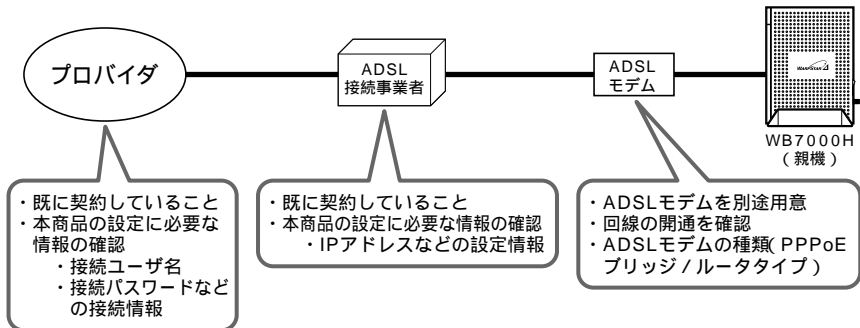 プロバイダ
ADSL
接続事業者
ADSL
モデム
WARPSTAR
WB7000H
(親機)
・既に契約していること
・本商品の設定に必要な
情報の確認
・接続ユーザ名
・接続パスワードなど
の接続情報
・既に契約していること
・本商品の設定に必要な情報の確認
・IPアドレスなどの設定情報
・ADSLモデムを別途用意
・回線の開通を確認
・ADSLモデムの種類(PPPoE
ブリッジ/ルータタイプ)